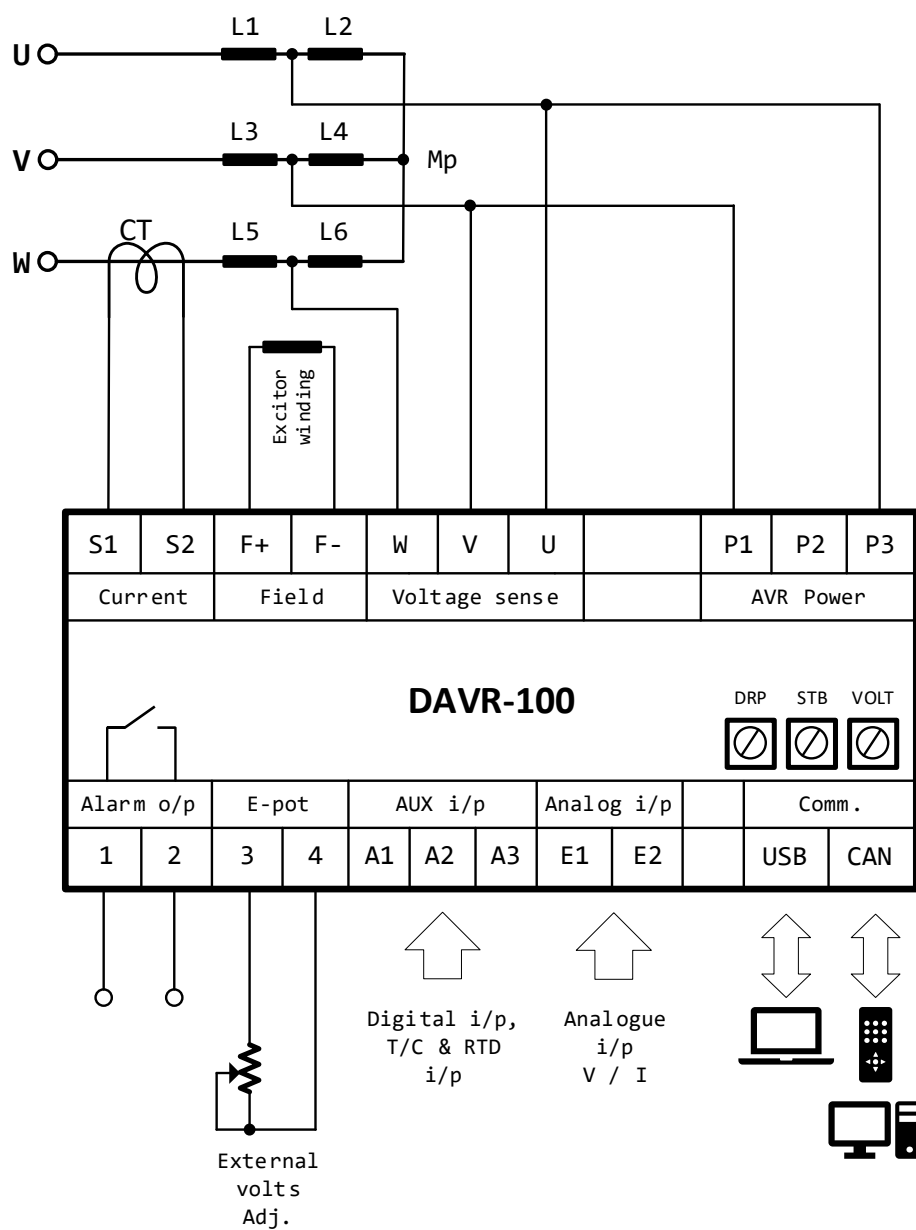 L1 L2
U
L3 L4
V Mp
CT L5 L6
W
Excitor
winding
S1 S2 F+ F- W V U P1 P2 P3
Current Field Voltage sense AVR Power
DAVR-100
DRP STB VOLT
Alarm o/p E-pot AUX i/p Analog i/p Comm.
1 2 3 4 A1 A2 A3 E1 E2 USB CAN
Digital i/p,
T/C & RTD
i/p
Analogue
i/p
V / I
External
volts
Adj.